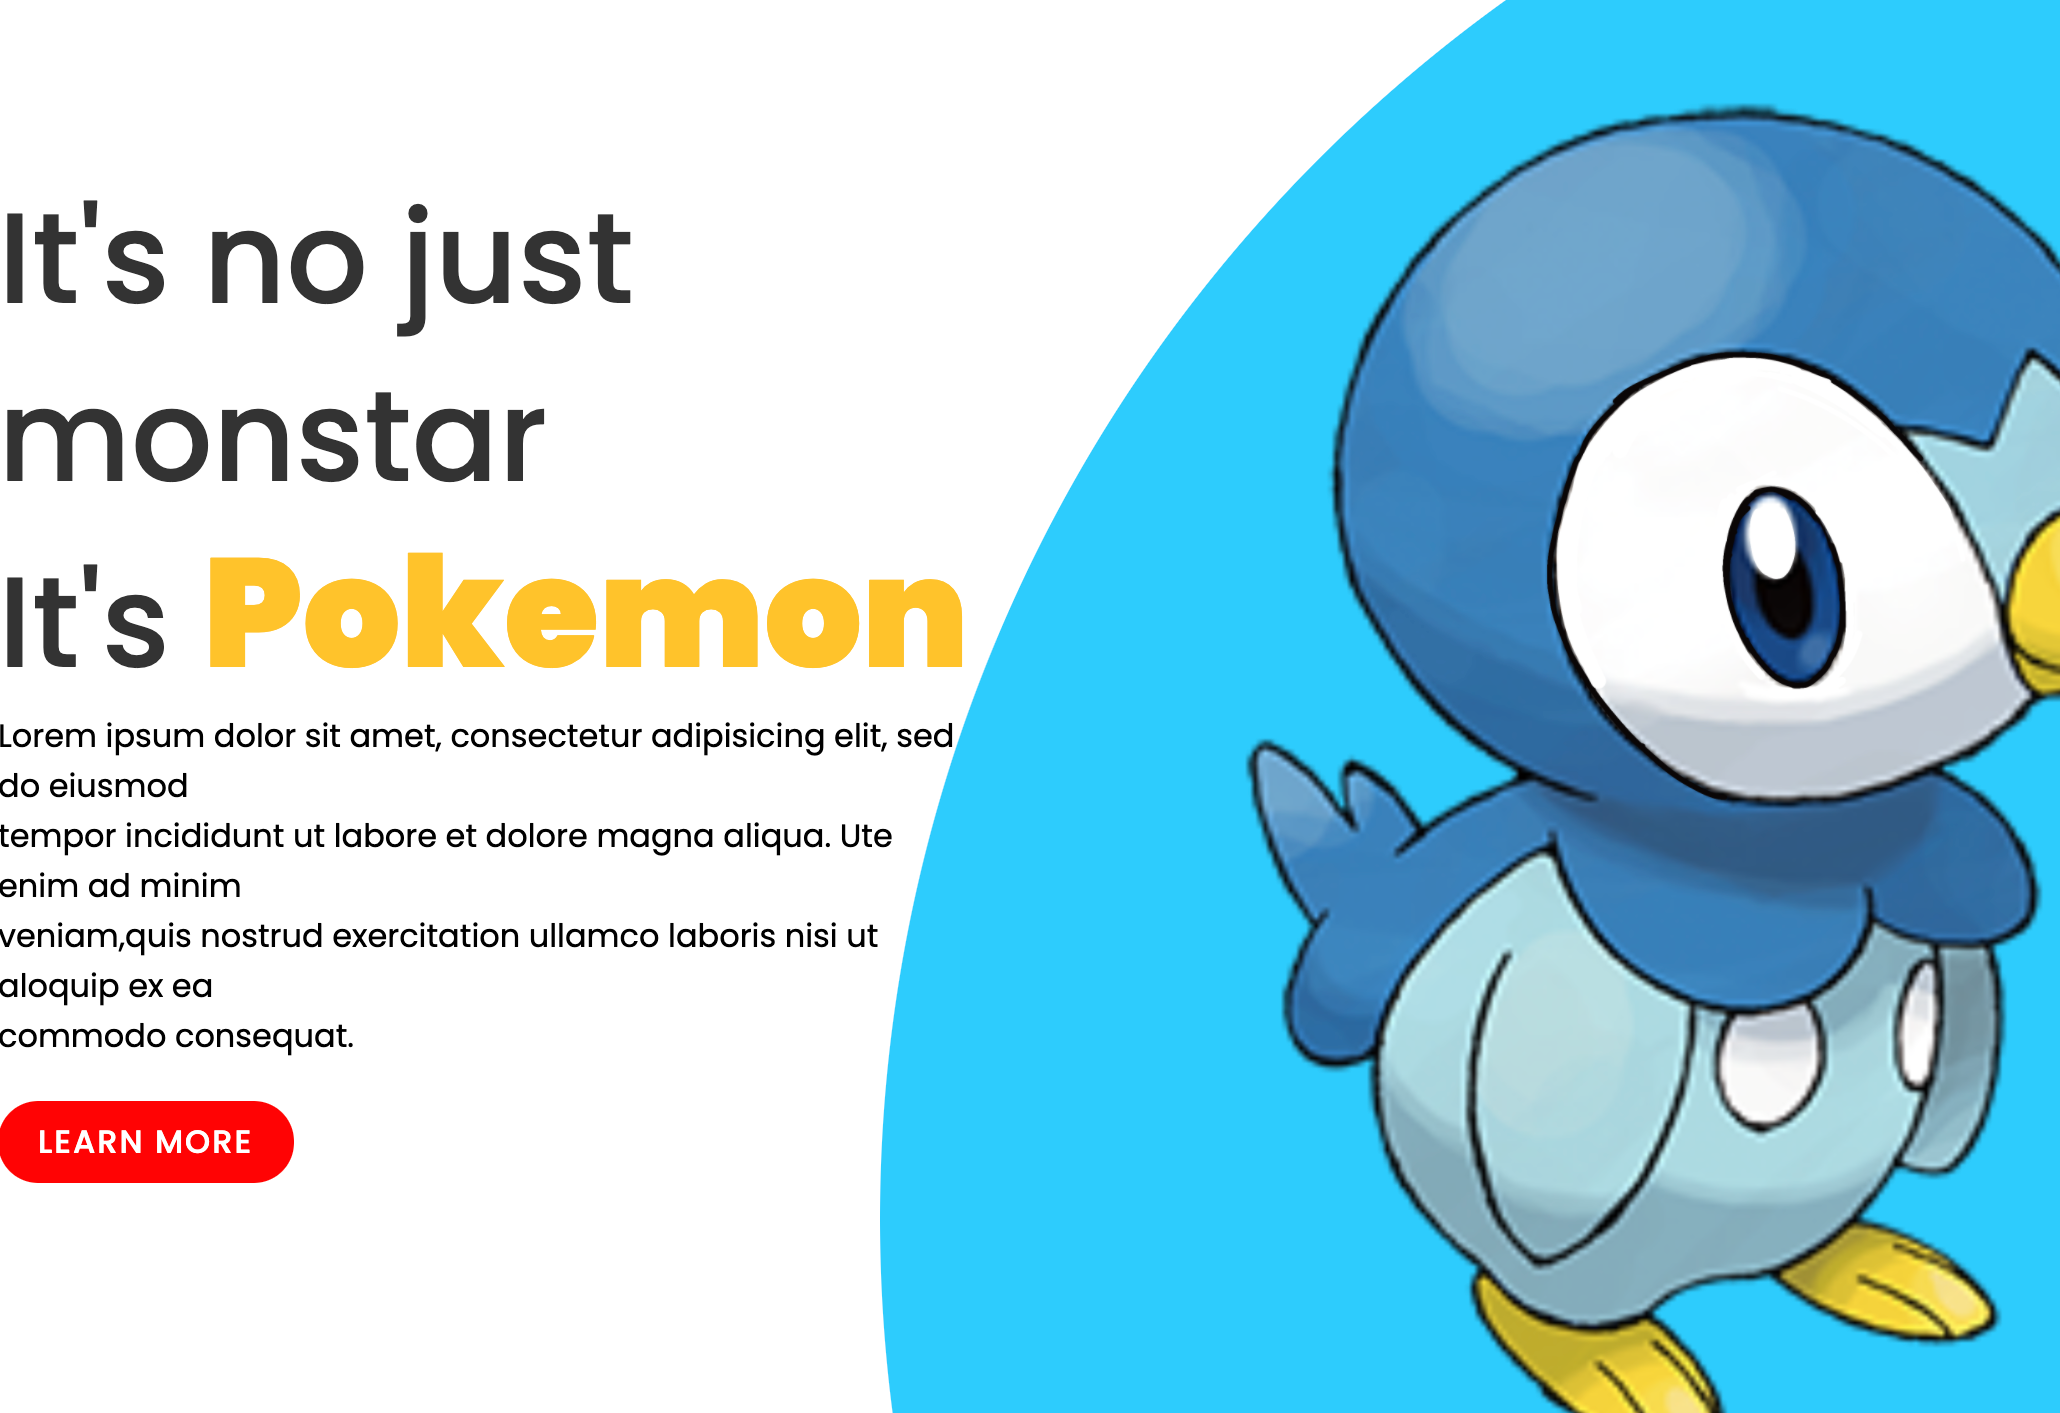 It's no just
monstar
It's Pokemon
Lorem ipsum dolor sit amet, consectetur adipisicing elit, sed
do eiusmod
tempor incididunt ut labore et dolore magna aliqua. Ute
enim ad minim
veniam,quis nostrud exercitation ullamco laboris nisi ut
aloquip ex ea
commodo consequat.
LEARN MORE